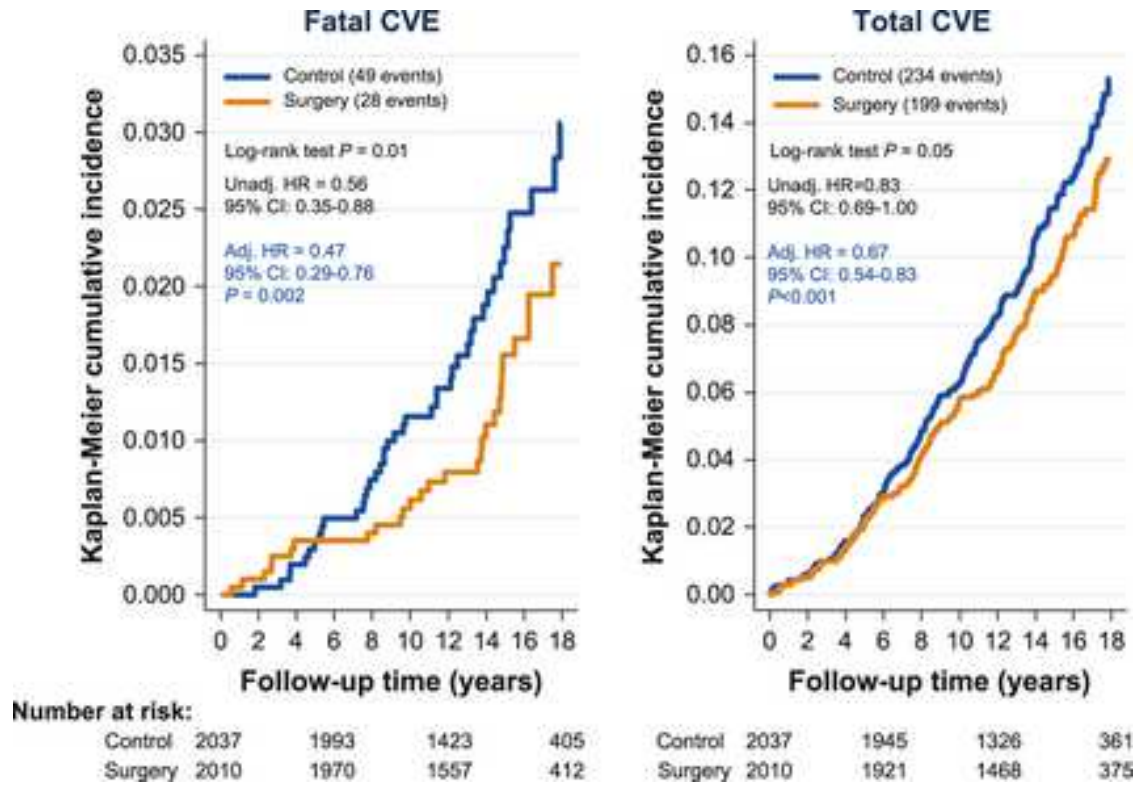 Fatal CVE
0.035
0.030
0.025
0.020
0.015
0.010
0.005
0.000
Kaplan-Meier cumulative incidence
Control (49 events)
Surgery (28 events)
Log-rank test P = 0.01
Unadj. HR = 0.56
95% CI: 0.35-0.88
Adj. HR = 0.47
95% CI: 0.29-0.76
P = 0.002
0 2 4 6 8 10 12 14 16 18
Follow-up time (years)
Total CVE
0.16
0.14
0.12
0.10
0.08
0.06
0.04
0.02
0.00
Kaplan-Meier cumulative incidence
Control (234 events)
Surgery (199 events)
Log-rank test P = 0.05
Unadj. HR=0.83
95% CI: 0.69-1.00
Adj. HR = 0.67
95% CI: 0.54-0.83
P<0.001
0 2 4 6 8 10 12 14 16 18
Follow-up time (years)
Number at risk:
Control 2037 1993 1423 405
Surgery 2010 1970 1557 412
Control 2037 1945 1326 361
Surgery 2010 1921 1468 375